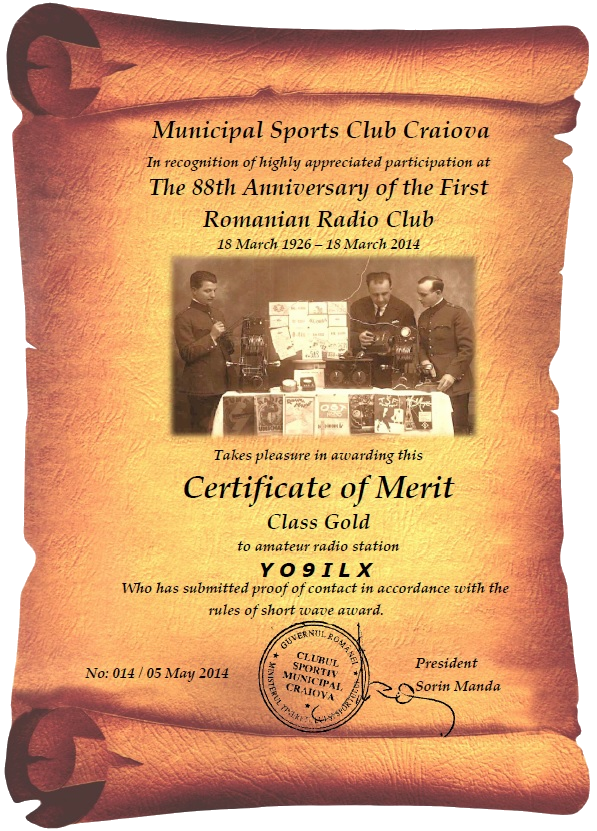 Municipal Sports Club Craiova
In recognition of highly appreciated participation at
The 88th Anniversary of the First
Romanian Radio Club
18 March 1926 – 18 March 2014
Takes pleasure in awarding this
Certificate of Merit
Class Gold
to amateur radio station
YO9ILX
Who has submitted proof of contact in accordance with the
rules of short wave award.
GUVERNUL ROMANIEI
CLUBUL
SPORTIV
MUNICIPAL
CRAIOVA
MINISTERUL TINERET
SPORTULUI
No: 014 / 05 May 2014
President
Sorin Manda